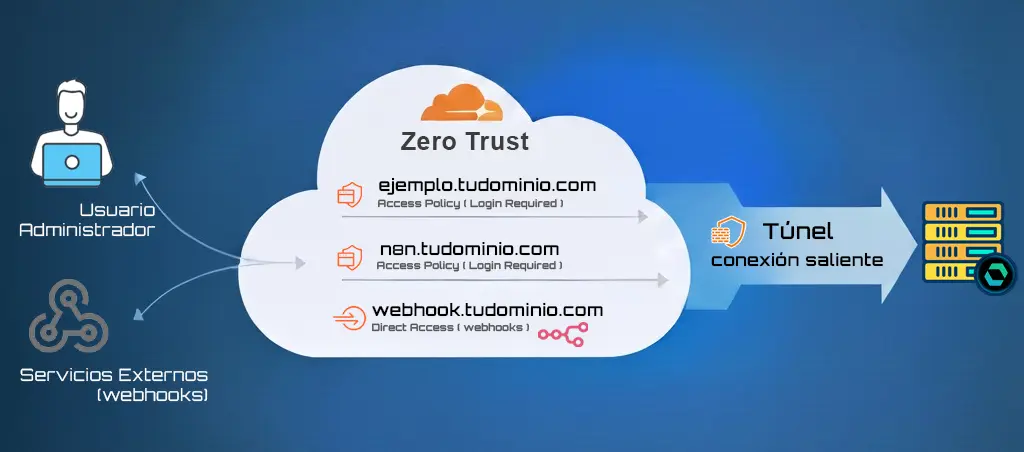 Zero Trust
ejemplo.tudominio.com
Access Policy ( Login Required )
n8n.tudominio.com
Access Policy ( Login Required )
webhook.tudominio.com
Direct Access ( webhooks )
Usuario
Administrador
Servicios Externos
(webhooks)
Túnel
conexión saliente